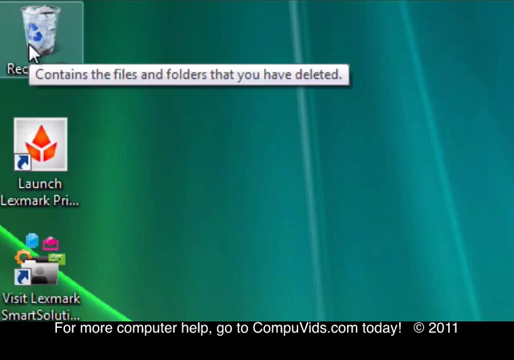 Rec
Contains the files and folders that you have deleted.
Launch
Lexmark Pri...
Visit Lexmark
SmartSoluti...
For more computer help, go to CompuVids.com today! © 2011